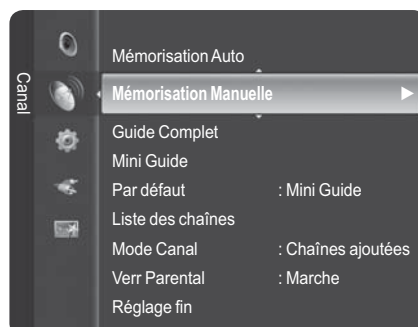 Canal
Mémorisation Auto
Mémorisation Manuelle
Guide Complet
Mini Guide
Par défaut : Mini Guide
Liste des chaînes
Mode Canal : Chaînes ajoutées
Verr Parental : Marche
Réglage fin